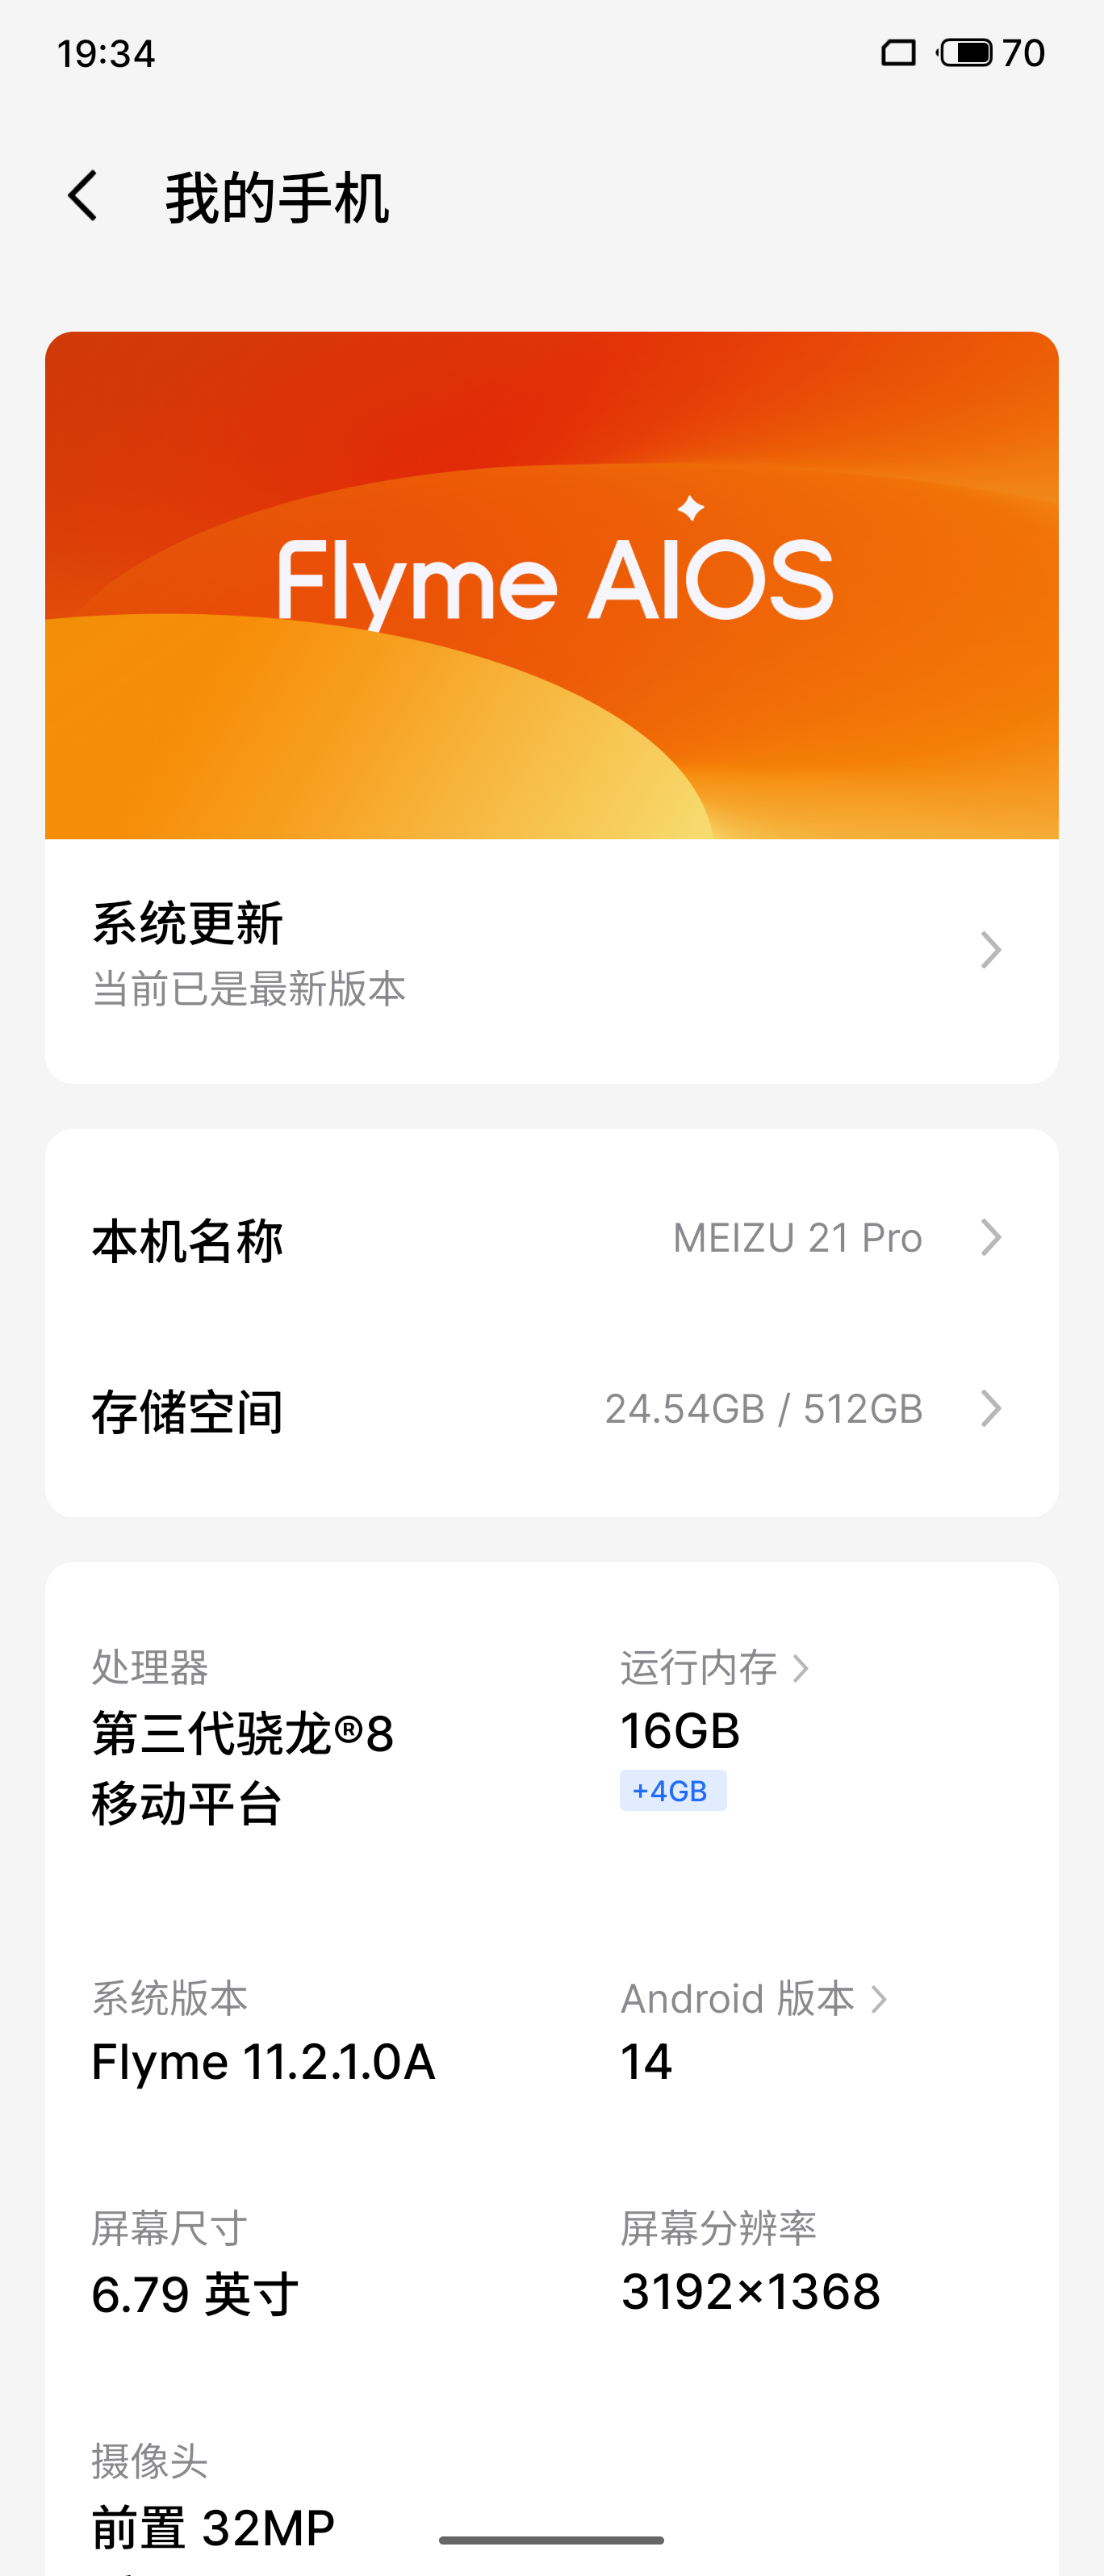 19:34
70
我的手机
Flyme AIOS
系统更新
当前已是最新版本
本机名称
MEIZU 21 Pro
存储空间
24.54GB / 512GB
处理器
运行内存
第三代骁龙®8
移动平台
16GB
+4GB
系统版本
Android 版本
Flyme 11.2.1.0A
14
屏幕尺寸
屏幕分辨率
6.79 英寸
3192×1368
摄像头
前置 32MP